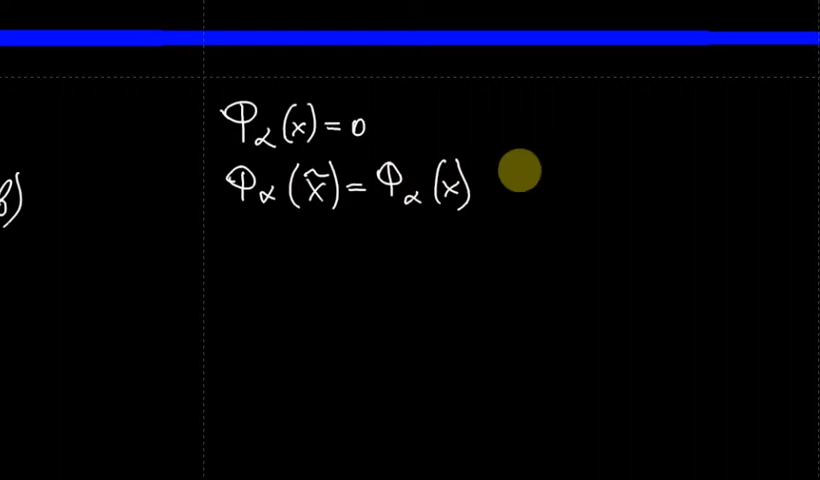 Φ_α(x) = 0
Φ_α(x̃) = Φ_α(x)